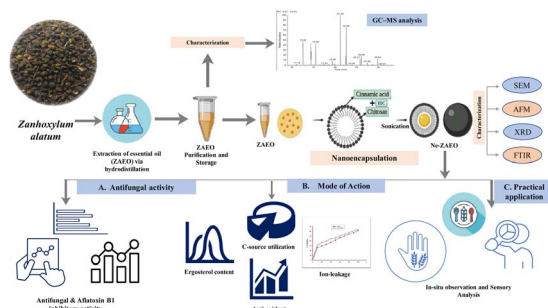 GC–MS analysis
Characterization
Zanhoxylum
alatum
Extraction of essential oil
(ZAEO) via
hydrodistillation
ZAEO
Purification and
Storage
ZAEO
Cinnamic acid
+
Chitosan
Sonication
Nanoencapsulation
Ne-ZAEO
Characterization
SEM
AFM
XRD
FTIR
A. Antifungal activity
B. Mode of Action
C. Practical
application
Antifungal & Aflatoxin B1
Ergosterol content
C-source utilization
Ion-leakage
In-situ observation and Sensory
Analysis